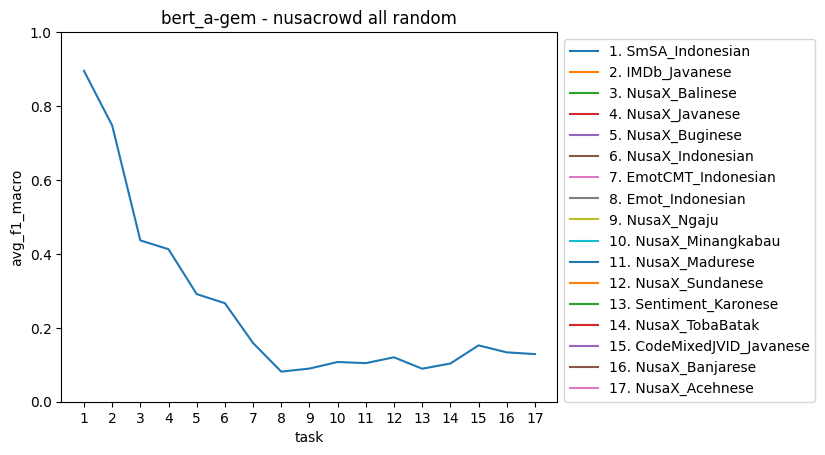 bert_a-gem - nusacrowd all random
1.0
0.8
0.6
0.4
0.2
0.0
avg_f1_macro
1 2 3 4 5 6 7 8 9 10 11 12 13 14 15 16 17
task
1. SmSA_Indonesian
2. IMDb_Javanese
3. NusaX_Balinese
4. NusaX_Javanese
5. NusaX_Buginese
6. NusaX_Indonesian
7. EmotCMT_Indonesian
8. Emot_Indonesian
9. NusaX_Ngaju
10. NusaX_Minangkabau
11. NusaX_Madurese
12. NusaX_Sundanese
13. Sentiment_Karonese
14. NusaX_TobaBatak
15. CodeMixedJVID_Javanese
16. NusaX_Banjarese
17. NusaX_Acehnese